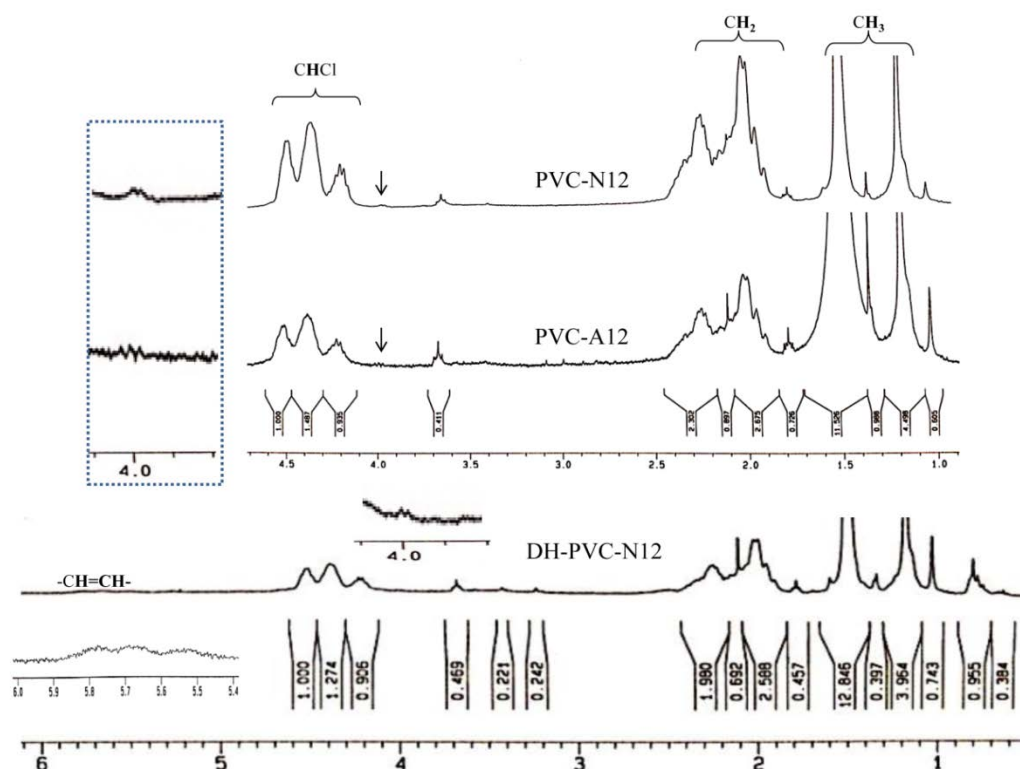 CHCl
CH₂
CH₃
PVC-N12
PVC-A12
4.0
1.000 1.487 0.935 0.411 2.302 0.897 2.675 0.726 11.526 0.988 4.498 0.605
4.5 4.0 3.5 3.0 2.5 2.0 1.5 1.0
4.0
DH-PVC-N12
-CH=CH-
6.0 5.9 5.8 5.7 5.6 5.5 5.4
1.000 1.274 0.906 0.469 0.221 0.242 1.980 0.692 2.588 0.457 12.846 0.397 3.964 0.743 0.955 0.384
6 5 4 3 2 1